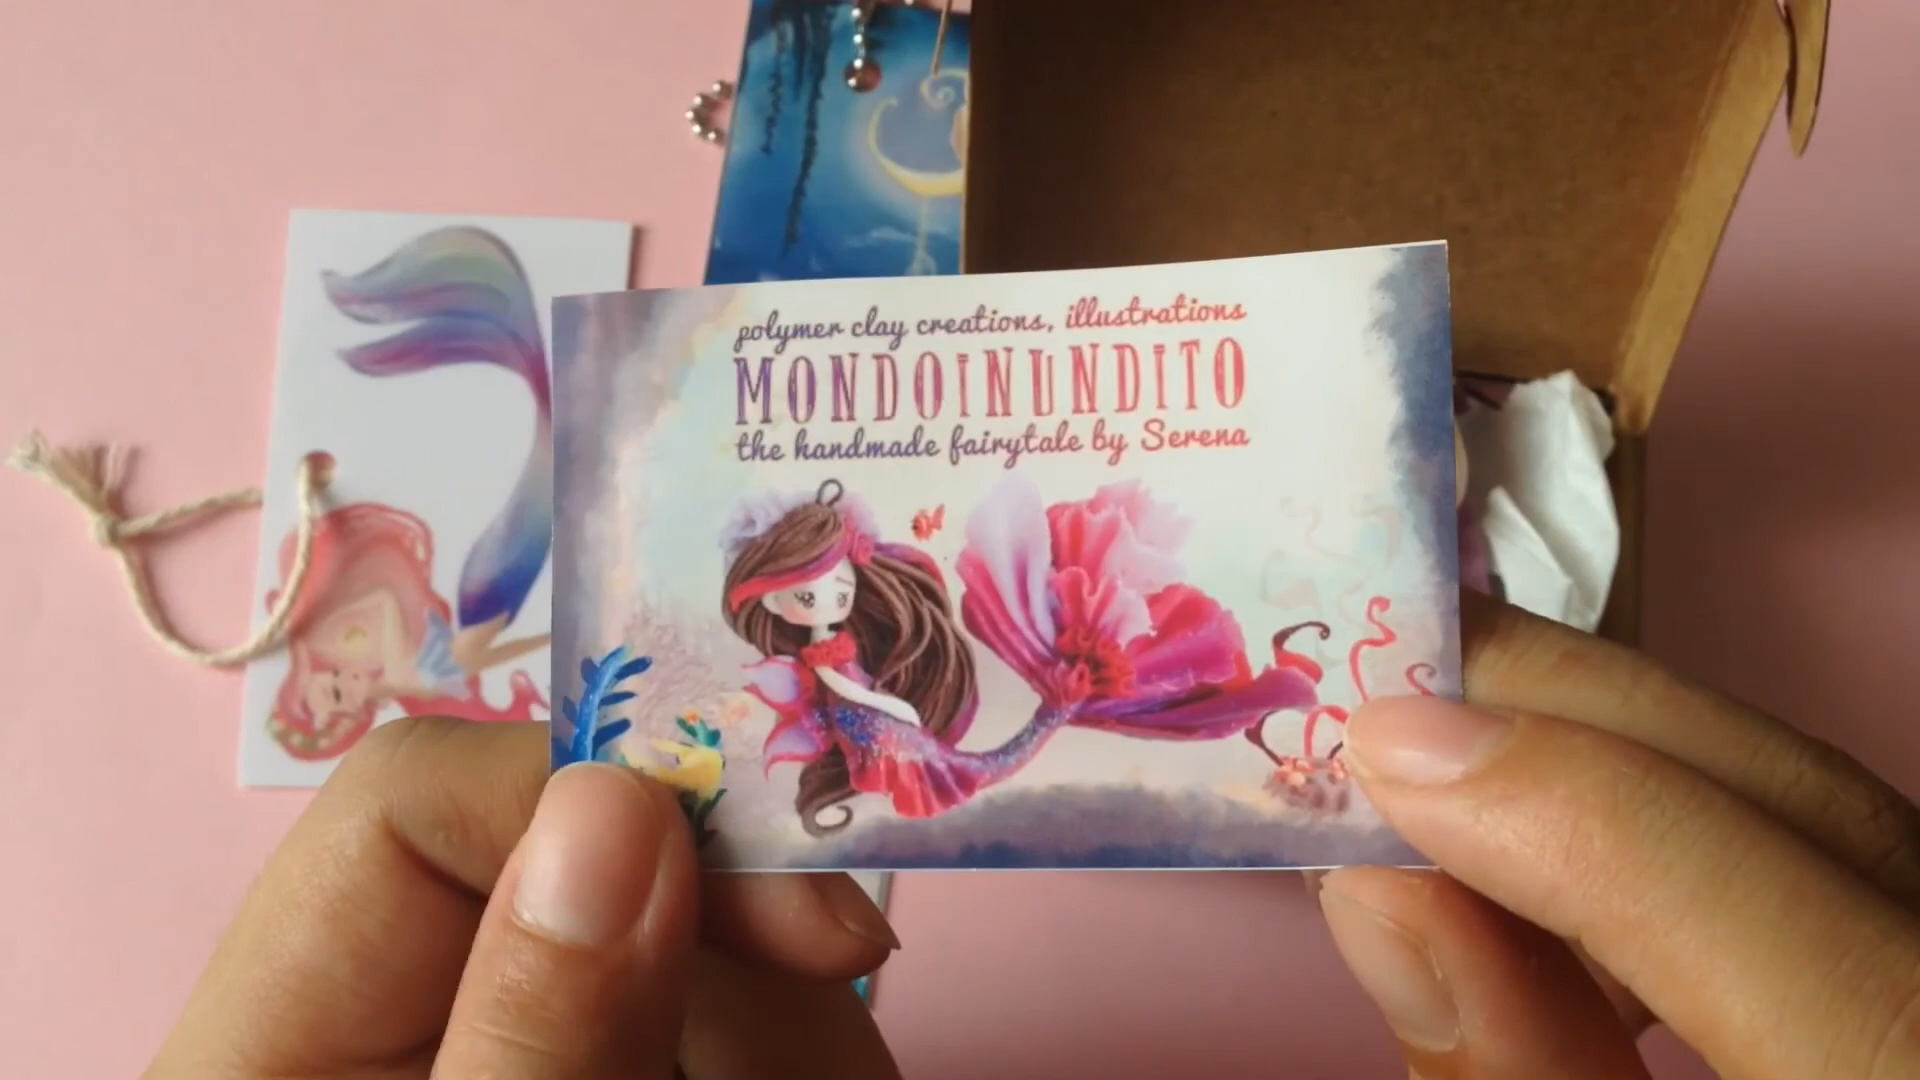 polymer clay creations, illustrations
MONDOiNUNDiTO
the handmade fairytale by Serena